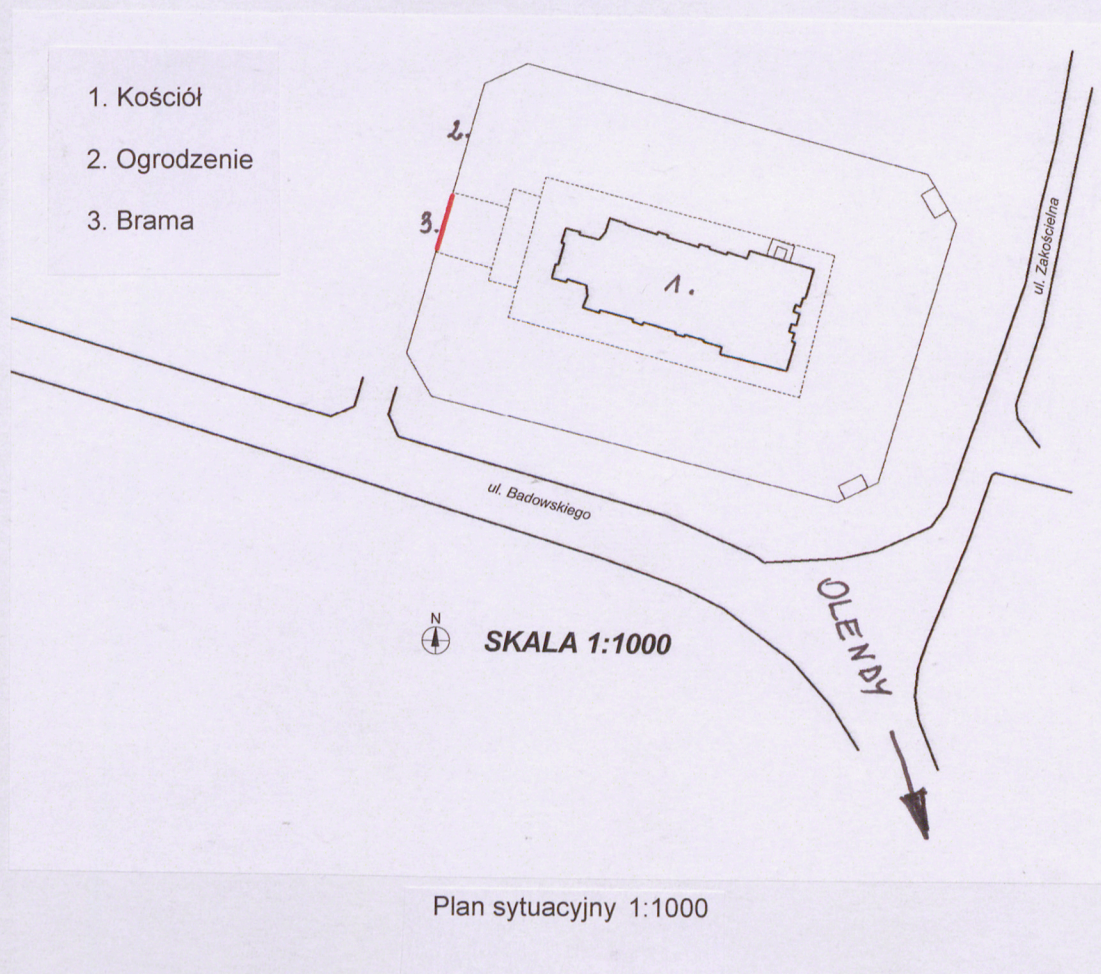 1. Kościół
2. Ogrodzenie
3. Brama
2.
3.
1.
ul. Zakościelna
ul. Badowskiego
OLENDY
N
SKALA 1:1000
Plan sytuacyjny 1:1000